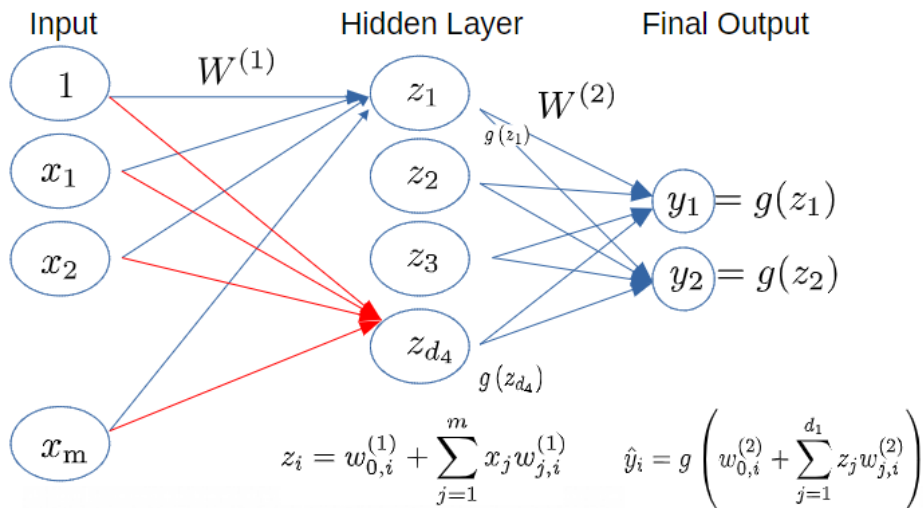 Input
Hidden Layer
Final Output
1
W^{(1)}
z_1
W^{(2)}
g(z_1)
x_1
z_2
y_1 = g(z_1)
x_2
z_3
y_2 = g(z_2)
z_{d_4}
g(z_{d_4})
x_m
z_i = w_{0,i}^{(1)} + \sum_{j=1}^{m} x_j w_{j,i}^{(1)}
\hat{y}_i = g \left( w_{0,i}^{(2)} + \sum_{j=1}^{d_1} z_j w_{j,i}^{(2)} \right)